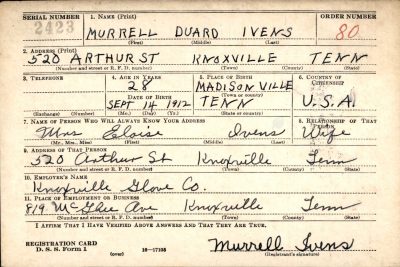 SERIAL NUMBER 1. NAME (Print) ORDER NUMBER
2423 MURRELL DUARD IVENS 80
(First) (Middle) (Last)
2. ADDRESS (Print)
520 ARTHUR ST KNOXVILLE TENN
(Number and street or R. F. D. number) (Town) (County) (State)
3. TELEPHONE 4. AGE IN YEARS 5. PLACE OF BIRTH 6. COUNTRY OF CITIZENSHIP
28 MADISONVILLE
DATE OF BIRTH (Town or county)
SEPT 14 1912 TENN U.S.A.
(Exchange) (Number) (Mo.) (Day) (Yr.) (State or country)
7. NAME OF PERSON WHO WILL ALWAYS KNOW YOUR ADDRESS 8. RELATIONSHIP OF THAT PERSON
Mrs Eloise Ivens Wife
(Mr., Mrs., Miss) (First) (Middle) (Last)
9. ADDRESS OF THAT PERSON
520 Arthur St Knoxville Tenn
(Number and street or R. F. D. number) (Town) (County) (State)
10. EMPLOYER'S NAME
Knoxville Glove Co.
11. PLACE OF EMPLOYMENT OR BUSINESS
819 McGhee Ave Knoxville Tenn
(Number and street or R. F. D. number) (Town) (County) (State)
I AFFIRM THAT I HAVE VERIFIED ABOVE ANSWERS AND THAT THEY ARE TRUE.
REGISTRATION CARD
D. S. S. Form 1 (over) 16—17105 Murrell Ivens
(Registrant's signature)